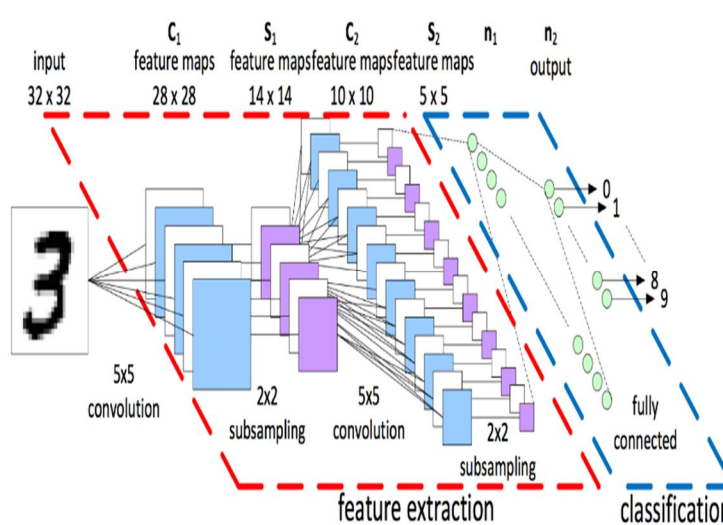 input
32 x 32
C1
feature maps
28 x 28
S1
feature maps
14 x 14
C2
feature maps
10 x 10
S2
feature maps
5 x 5
n1
n2
output
3
0
1
8
9
5x5
convolution
2x2
subsampling
5x5
convolution
2x2
subsampling
fully
connected
feature extraction
classification